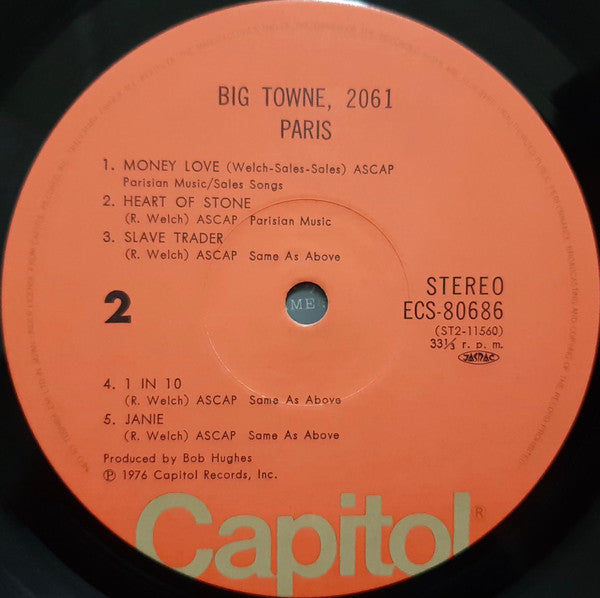 BIG TOWNE, 2061
PARIS
1. MONEY LOVE (Welch-Sales-Sales) ASCAP
Parisian Music/Sales Songs
2. HEART OF STONE
(R. Welch) ASCAP Parisian Music
3. SLAVE TRADER
(R. Welch) ASCAP Same As Above
2
ME
STEREO
ECS-80686
(ST2-11560)
33⅓ r. p. m.
JASRAC
4. 1 IN 10
(R. Welch) ASCAP Same As Above
5. JANIE
(R. Welch) ASCAP Same As Above
Produced by Bob Hughes
℗ 1976 Capitol Records, Inc.
Capitol®